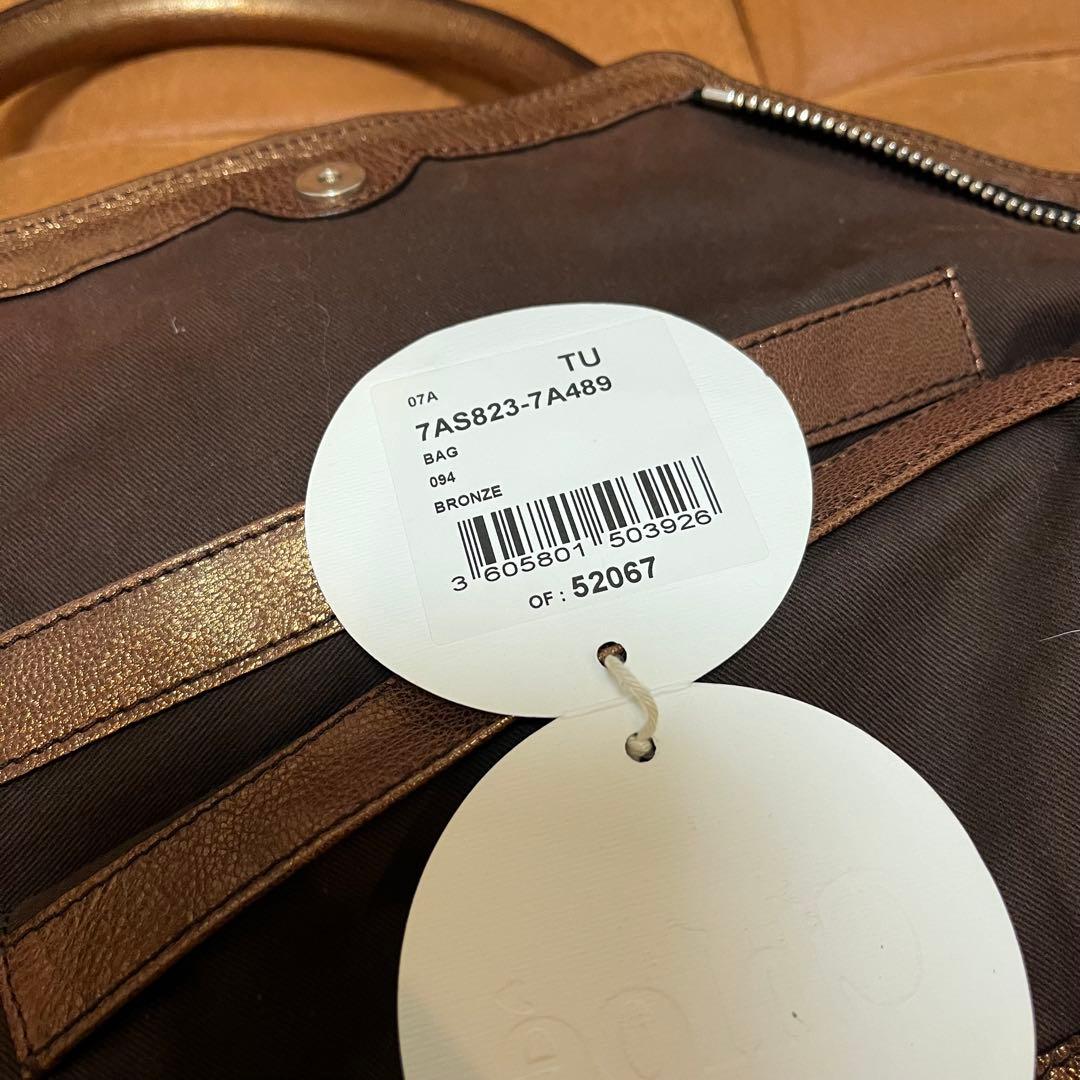 TU
07A
7AS823-7A489
BAG
094
BRONZE
3 605801 503926
OF : 52067